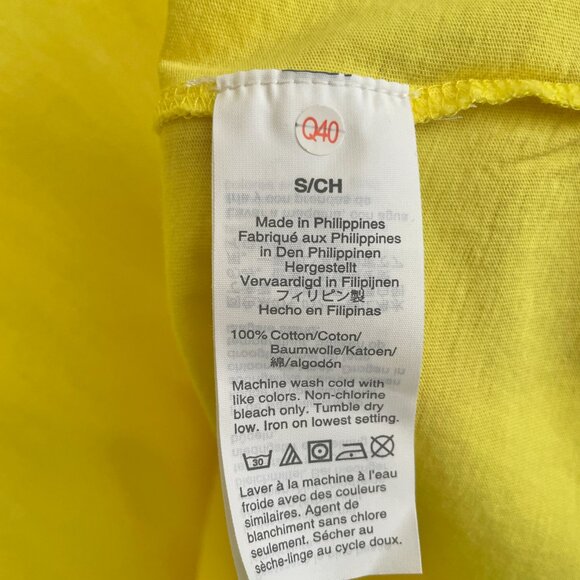 Q40
S/CH
Made in Philippines
Fabriqué aux Philippines
in Den Philippinen
Hergestellt
Vervaardigd in Filipijnen
フィリピン製
Hecho en Filipinas
100% Cotton/Coton/
Baumwolle/Katoen/
綿/algodón
Machine wash cold with
like colors. Non-chlorine
bleach only. Tumble dry
low. Iron on lowest setting.
30
Laver à la machine à l'eau
froide avec des couleurs
similaires. Agent de
blanchiment sans chlore
seulement. Sécher au
sèche-linge au cycle doux.